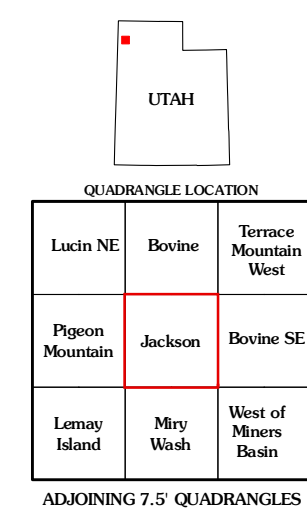 UTAH
QUADRANGLE LOCATION
Lucin NE
Bovine
Terrace
Mountain
West
Pigeon
Mountain
Jackson
Bovine SE
Lemay
Island
Miry
Wash
West of
Miners
Basin
ADJOINING 7.5' QUADRANGLES